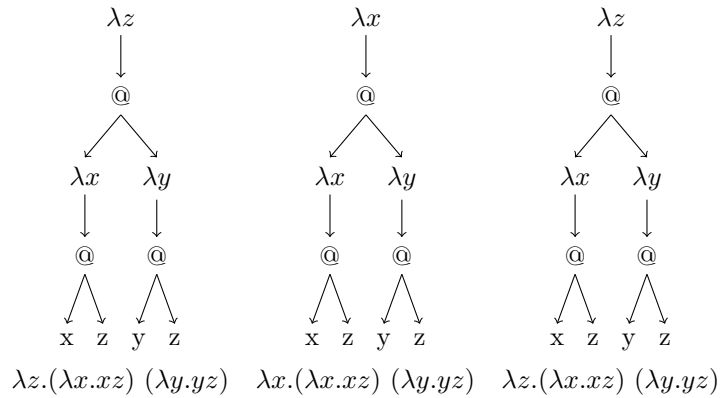 λz λx λz
@ @ @
λx λy λx λy λx λy
@ @ @ @ @ @
x z y z x z y z x z y z
λz.(λx.xz) (λy.yz) λx.(λx.xz) (λy.yz) λz.(λx.xz) (λy.yz)